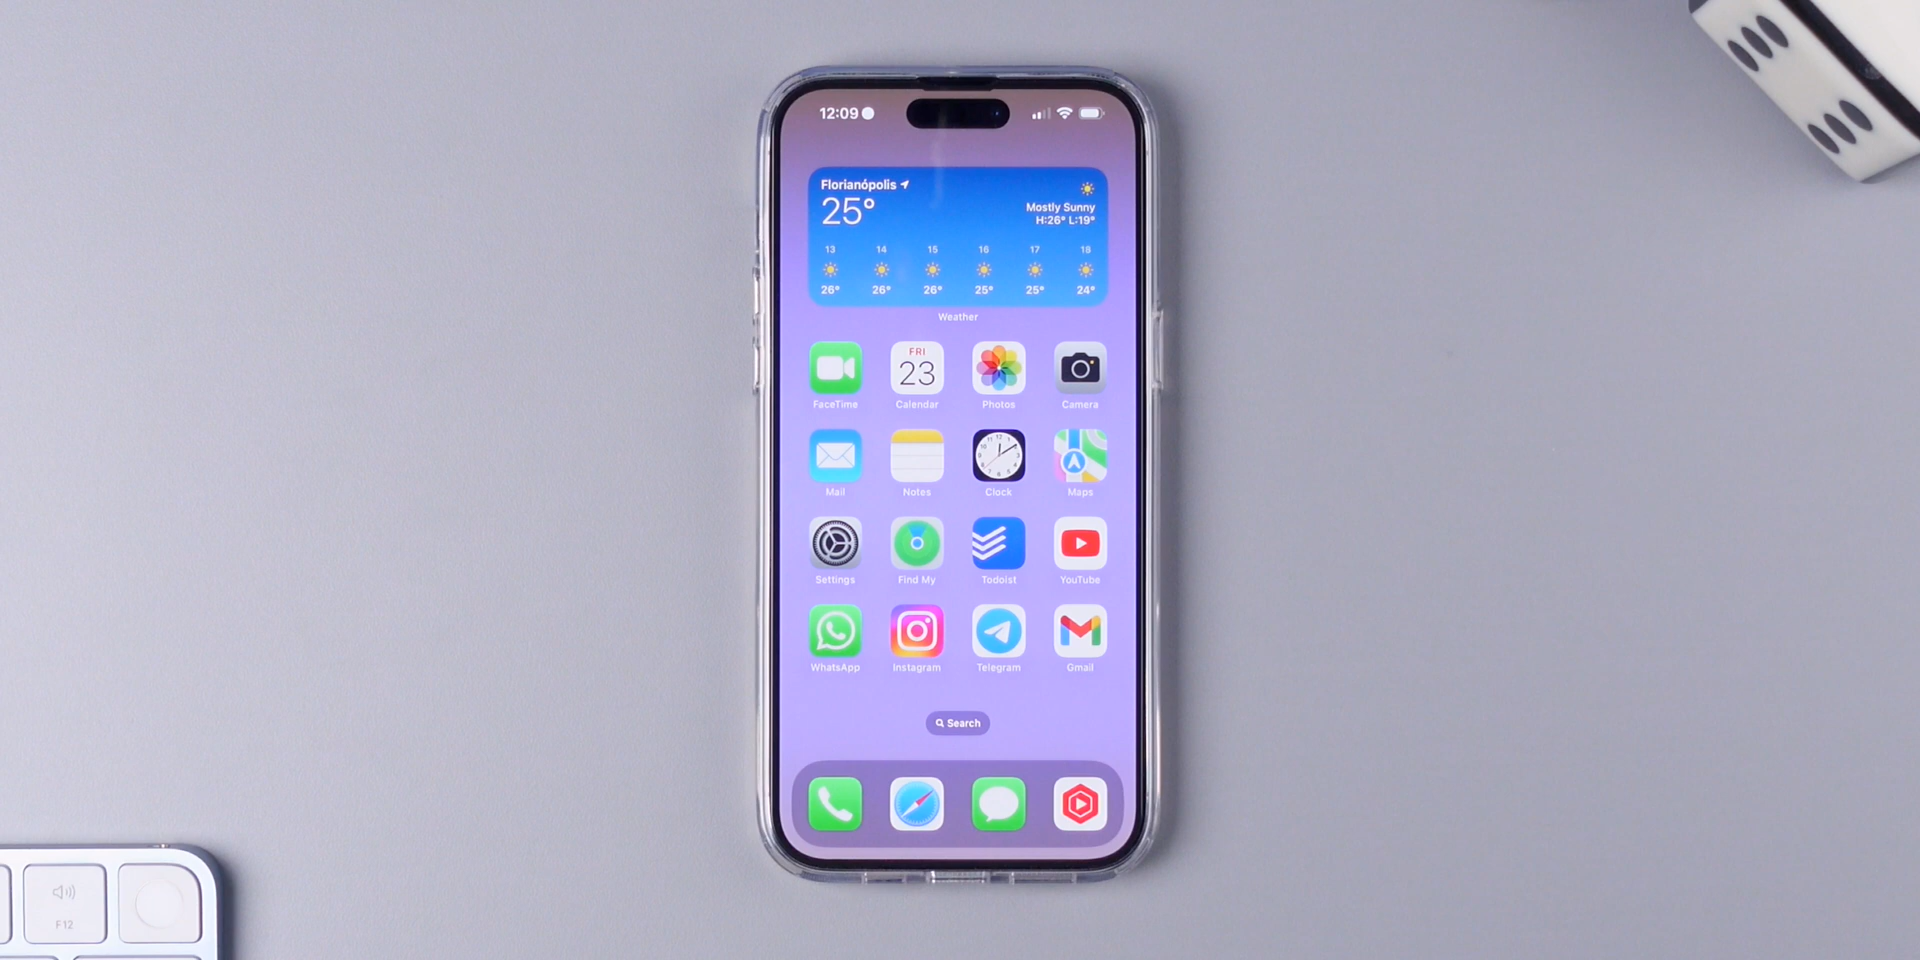 12:09
Florianópolis
25°
Mostly Sunny
H:26° L:19°
13 14 15 16 17 18
26° 26° 26° 25° 25° 24°
Weather
FRI
23
FaceTime Calendar Photos Camera
Mail Notes Clock Maps
Settings Find My Todoist YouTube
WhatsApp Instagram Telegram Gmail
Search
F12